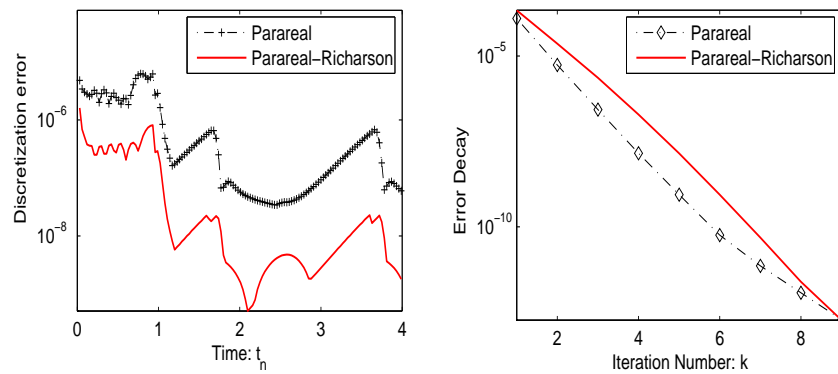 Parareal
Parareal−Richarson
Discretization error
10^−6
10^−8
0
1
2
3
4
Time: t_n
Parareal
Parareal−Richarson
Error Decay
10^−5
10^−10
2
4
6
8
Iteration Number: k